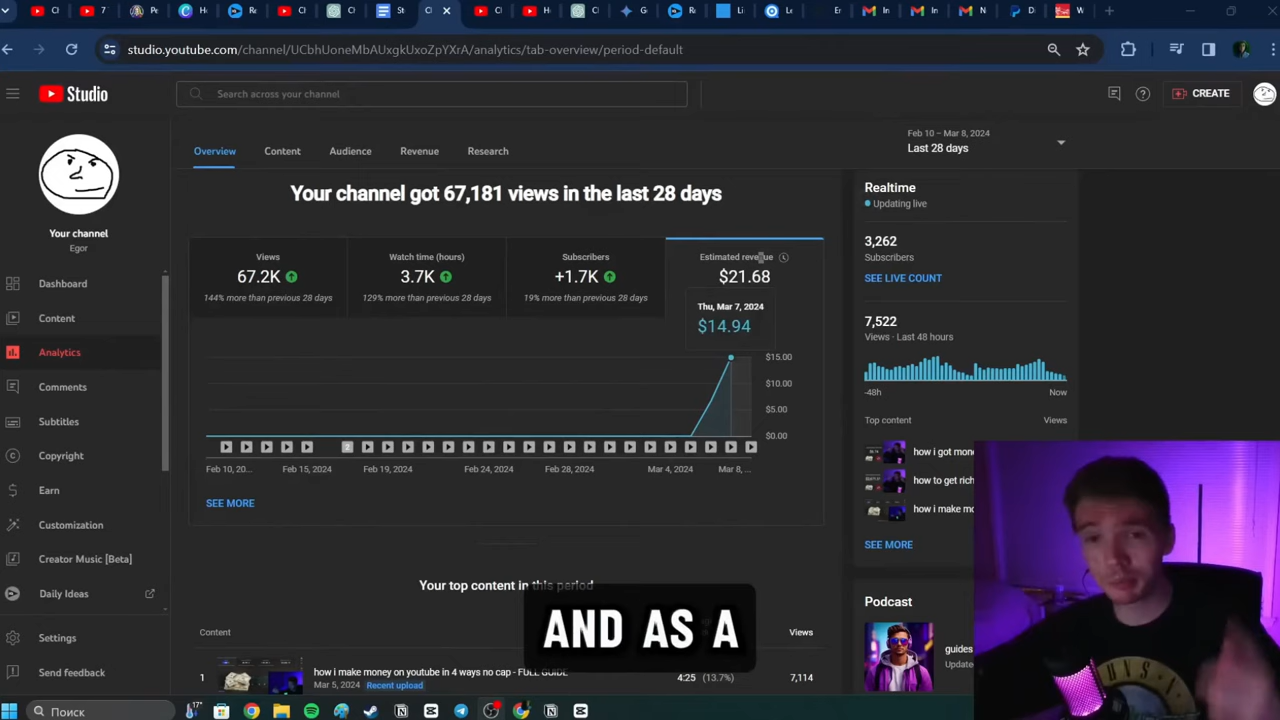 studio.youtube.com/channel/UCbhUoneMbAUxgkUxoZpYXrA/analytics/tab-overview/period-default
Studio
Search across your channel
CREATE
Overview
Content
Audience
Revenue
Research
Feb 10 – Mar 8, 2024
Last 28 days
Your channel
Egor
Dashboard
Content
Analytics
Comments
Subtitles
Copyright
Earn
Customization
Creator Music [Beta]
Daily Ideas
Settings
Send feedback
Your channel got 67,181 views in the last 28 days
Views
67.2K
144% more than previous 28 days
Watch time (hours)
3.7K
129% more than previous 28 days
Subscribers
+1.7K
19% more than previous 28 days
Estimated revenue
$21.68
Thu, Mar 7, 2024
$14.94
$15.00
$10.00
$5.00
$0.00
Feb 10, 20...
Feb 15, 2024
Feb 19, 2024
Feb 24, 2024
Feb 28, 2024
Mar 4, 2024
Mar 8, ...
SEE MORE
Your top content in this period
Content
Views
1
how i make money on youtube in 4 ways no cap - FULL GUIDE
Mar 5, 2024
Recent upload
4:25 (13.7%)
7,114
Realtime
Updating live
3,262
Subscribers
SEE LIVE COUNT
7,522
Views · Last 48 hours
-48h
Now
Top content
Views
how i got mon
how to get rich
how i make m
SEE MORE
Podcast
guides
Update
AND AS A
Поиск
17°